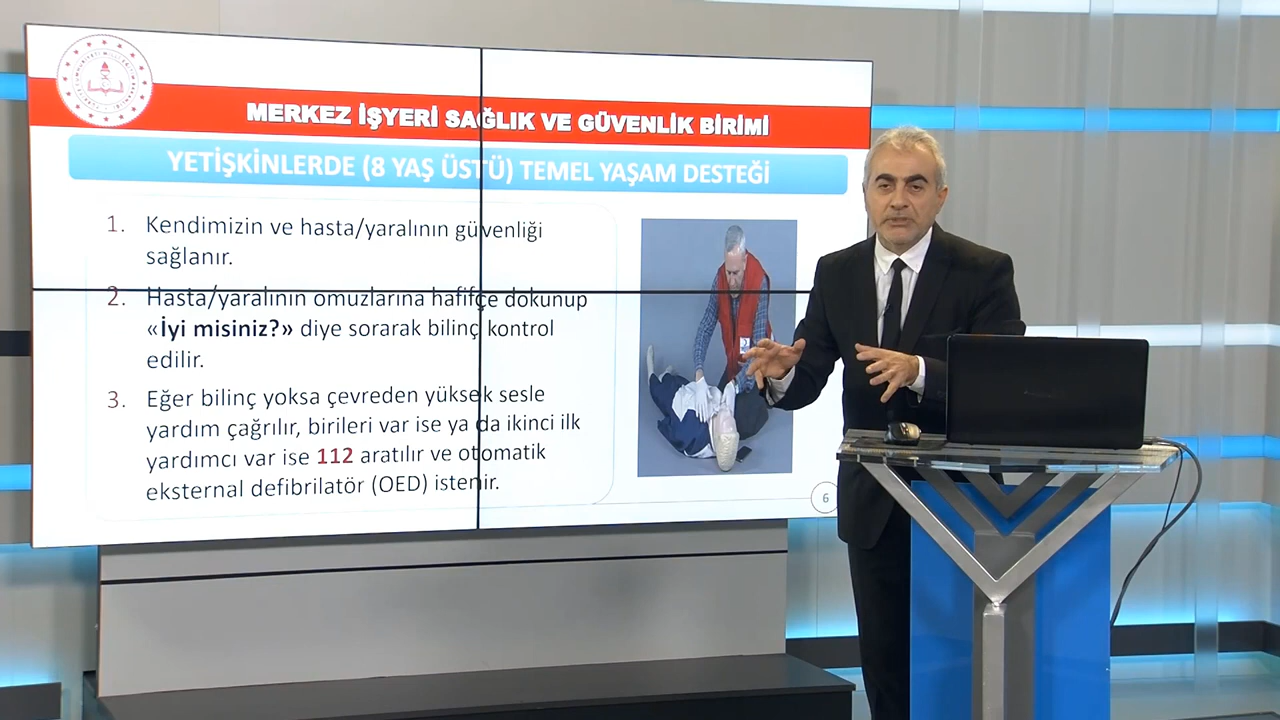 MERKEZ İŞYERİ SAĞLIK VE GÜVENLİK BİRİMİ
YETİŞKİNLERDE (8 YAŞ ÜSTÜ) TEMEL YAŞAM DESTEĞİ
1. Kendimizin ve hasta/yaralının güvenliği
sağlanır.
2. Hasta/yaralının omuzlarına hafifçe dokunup
«İyi misiniz?» diye sorarak bilinç kontrol
edilir.
3. Eğer bilinç yoksa çevreden yüksek sesle
yardım çağrılır, birileri var ise ya da ikinci ilk
yardımcı var ise 112 aratılır ve otomatik
eksternal defibrilatör (OED) istenir.
6